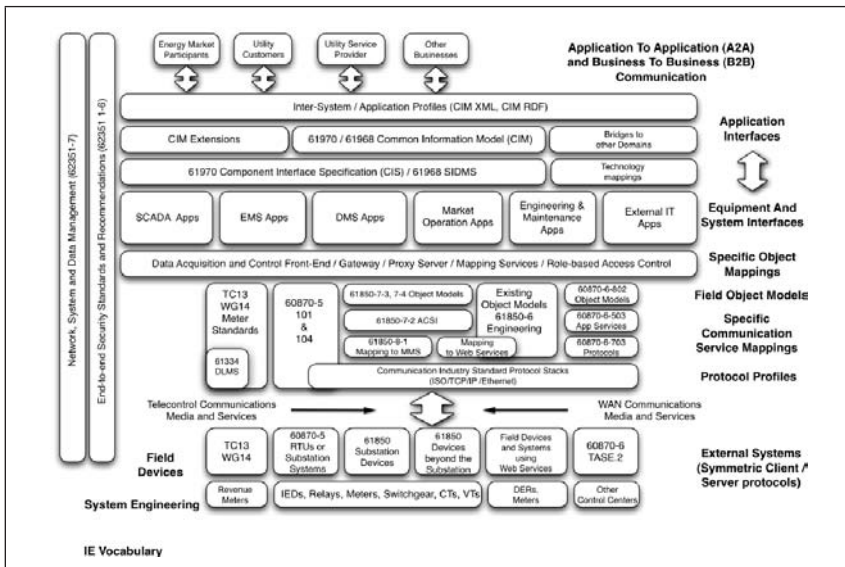 Network, System and Data Management (62351-7)
End-to-end Security Standards and Recommendations (62351 1-6)
Energy Market
Participants
Utility
Customers
Utility Service
Provider
Other
Businesses
Application To Application (A2A)
and Business To Business (B2B)
Communication
Inter-System / Application Profiles (CIM XML, CIM RDF)
CIM Extensions
61970 / 61968 Common Information Model (CIM)
Bridges to
other Domains
Application
Interfaces
61970 Component Interface Specification (CIS) / 61968 SIDMS
Technology
mappings
SCADA Apps
EMS Apps
DMS Apps
Market
Operation Apps
Engineering &
Maintenance
Apps
External IT
Apps
Equipment And
System Interfaces
Data Acquisition and Control Front-End / Gateway / Proxy Server / Mapping Services / Role-based Access Control
Specific Object
Mappings
TC13
WG14
Meter
Standards
61334
DLMS
60870-5
101
&
104
61850-7-3, 7-4 Object Models
61850-7-2 ACSI
61850-8-1
Mapping to MMS
Mapping
to Web Services
Existing
Object Models
61850-6
Engineering
60870-6-802
Object Models
60870-6-503
App Services
60870-6-703
Protocols
Communication Industry Standard Protocol Stacks
(ISO/TCP/IP /Ethernet)
Field Object Models
Specific
Communication
Service Mappings
Protocol Profiles
Telecontrol Communications
Media and Services
WAN Communications
Media and Services
Field
Devices
TC13
WG14
60870-5
RTUs or
Substation
Systems
61850
Substation
Devices
61850
Devices
beyond the
Substation
Field Devices
and Systems
using
Web Services
60870-6
TASE.2
External Systems
(Symmetric Client /
Server protocols)
System Engineering
Revenue
Meters
IEDs, Relays, Meters, Switchgear, CTs, VTs
DERs,
Meters
Other
Control Centers
IE Vocabulary